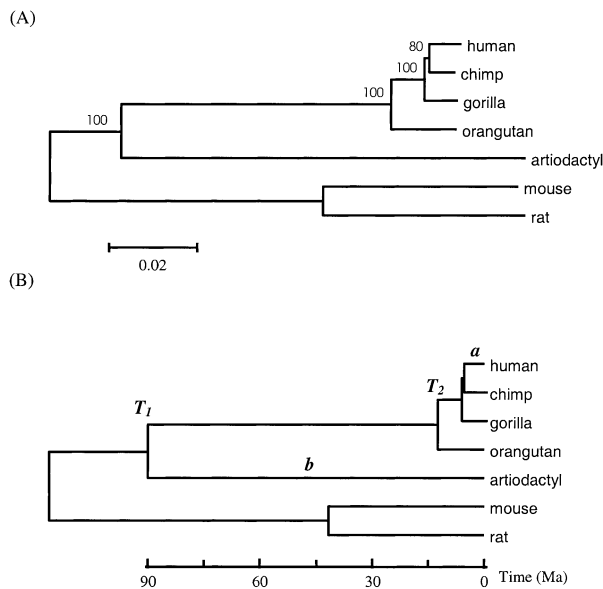 (A)
80
human
100
chimp
100
gorilla
100
orangutan
artiodactyl
mouse
rat
0.02
(B)
a
human
T2
chimp
T1
gorilla
orangutan
b
artiodactyl
mouse
rat
90 60 30 0 Time (Ma)